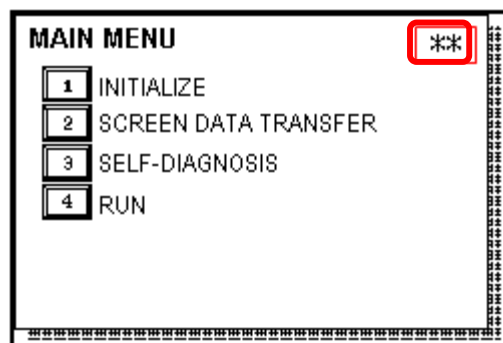 MAIN MENU **
1 INITIALIZE
2 SCREEN DATA TRANSFER
3 SELF-DIAGNOSIS
4 RUN